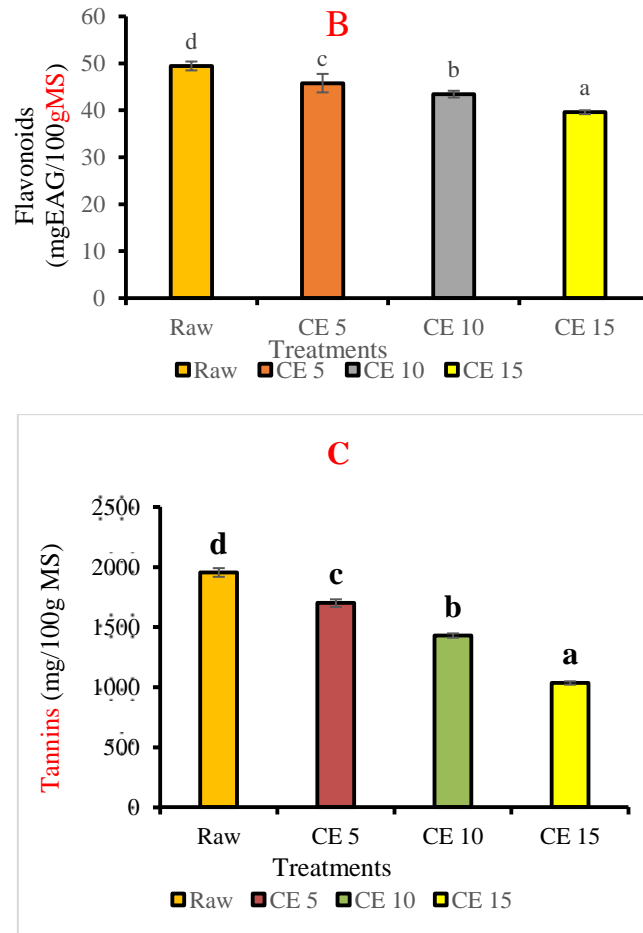 B
60
50
40
30
20
10
0
Flavonoids
(mgEAG/100gMS)
d
c
b
a
Raw CE 5 CE 10 CE 15
Treatments
Raw CE 5 CE 10 CE 15
C
2500
2000
1500
1000
500
0
Tannins (mg/100g MS)
d
c
b
a
Raw CE 5 CE 10 CE 15
Treatments
Raw CE 5 CE 10 CE 15